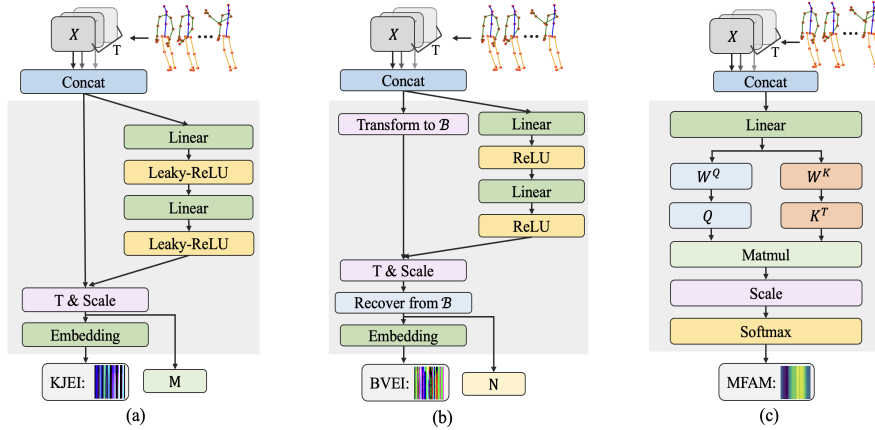 X
T
Concat
Linear
Leaky-ReLU
Linear
Leaky-ReLU
T & Scale
Embedding
KJEI:
M
(a)
X
T
Concat
Transform to ℬ
Linear
ReLU
Linear
ReLU
T & Scale
Recover from ℬ
Embedding
BVEI:
N
(b)
X
T
Concat
Linear
W^Q
W^K
Q
K^T
Matmul
Scale
Softmax
MFAM:
(c)